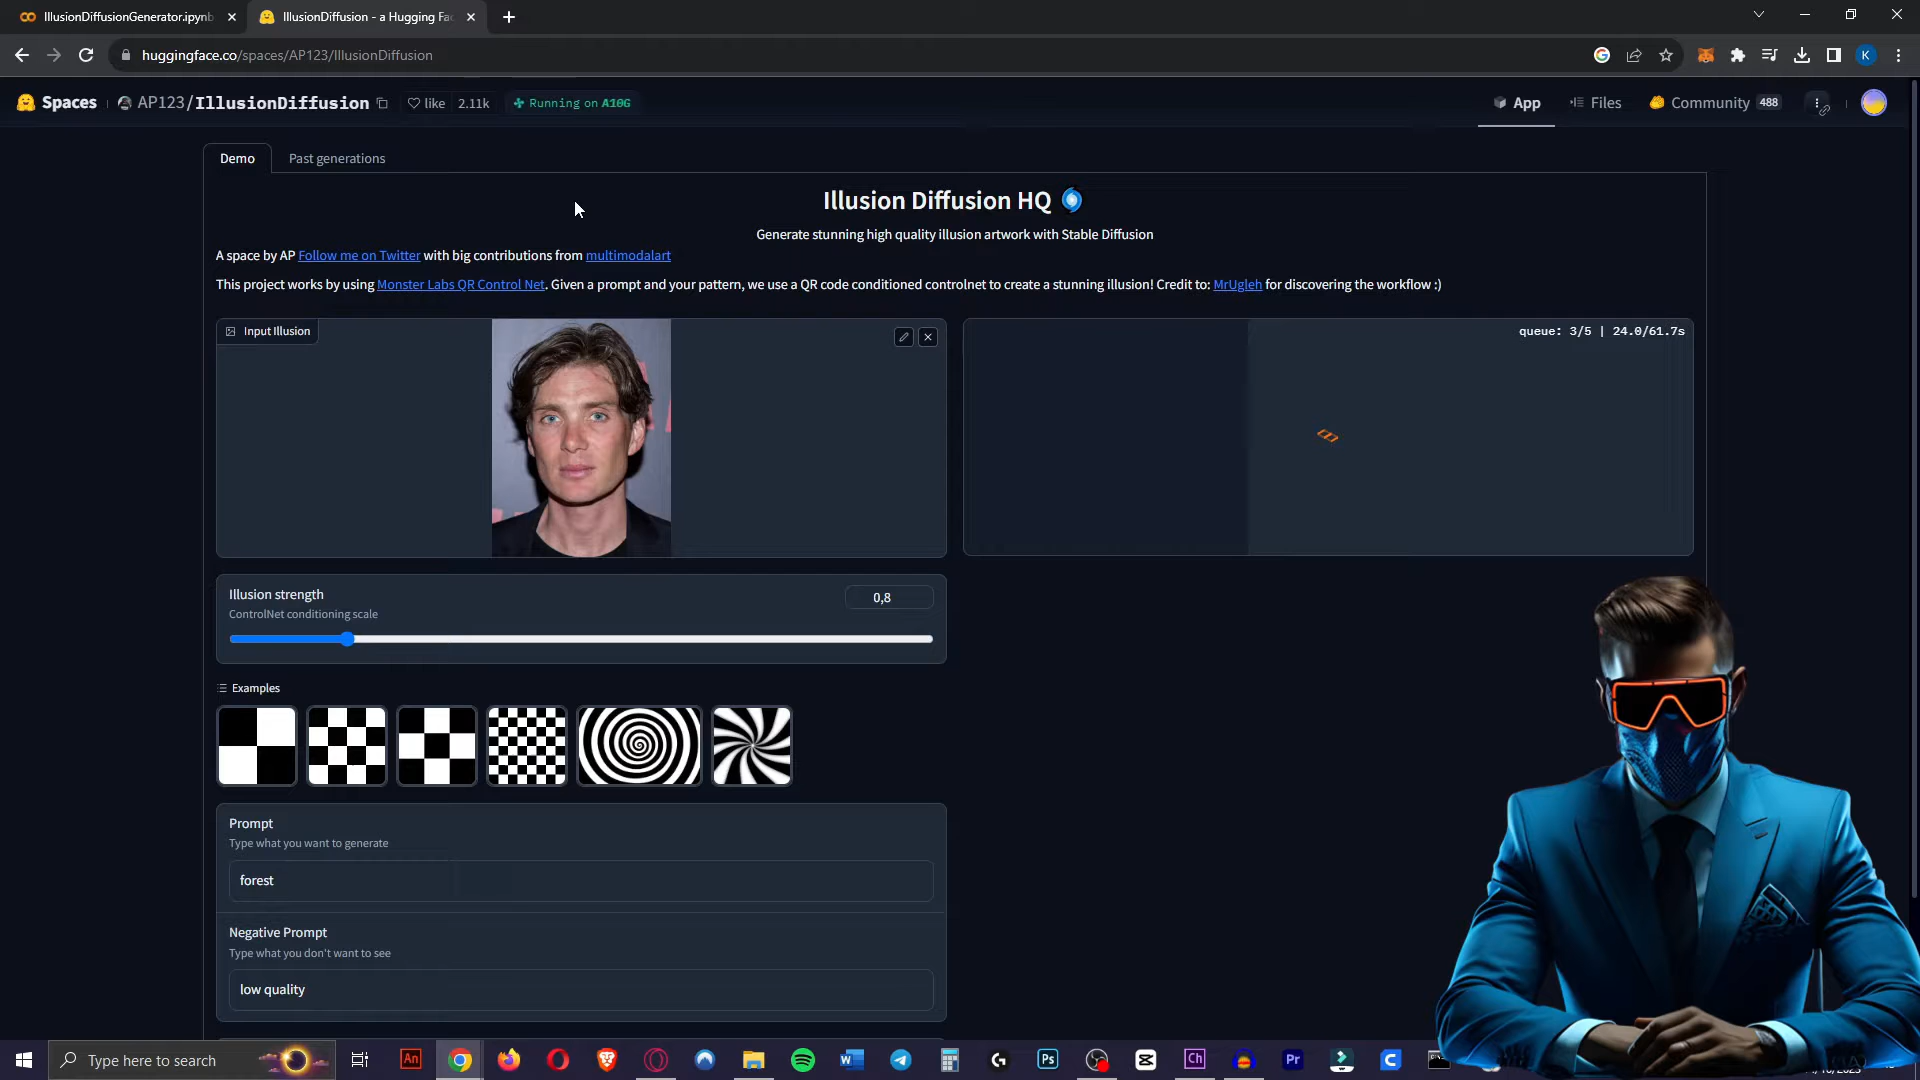 IllusionDiffusionGenerator.ipynb
IllusionDiffusion - a Hugging Fac
huggingface.co/spaces/AP123/IllusionDiffusion
K
Spaces
AP123/IllusionDiffusion
like 2.11k
Running on A10G
App
Files
Community 488
Demo
Past generations
Illusion Diffusion HQ
Generate stunning high quality illusion artwork with Stable Diffusion
A space by AP Follow me on Twitter with big contributions from multimodalart
This project works by using Monster Labs QR Control Net. Given a prompt and your pattern, we use a QR code conditioned controlnet to create a stunning illusion! Credit to: MrUgleh for discovering the workflow :)
Input Illusion
queue: 3/5 | 24.0/61.7s
Illusion strength
0,8
ControlNet conditioning scale
Examples
Prompt
Type what you want to generate
forest
Negative Prompt
Type what you don't want to see
low quality
Type here to search
An
Ps
Ch
Pr